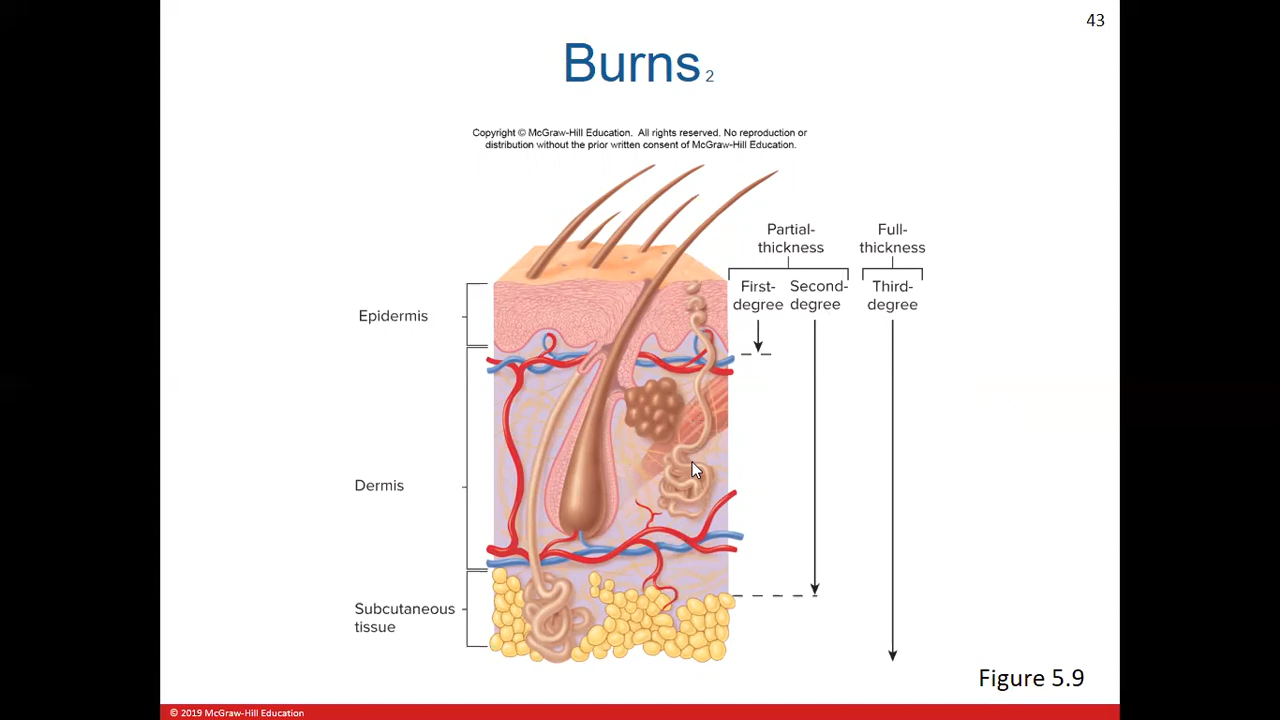 43
Burns 2
Copyright © McGraw-Hill Education. All rights reserved. No reproduction or
distribution without the prior written consent of McGraw-Hill Education.
Partial-
thickness
Full-
thickness
First-
degree
Second-
degree
Third-
degree
Epidermis
Dermis
Subcutaneous
tissue
Figure 5.9
© 2019 McGraw-Hill Education